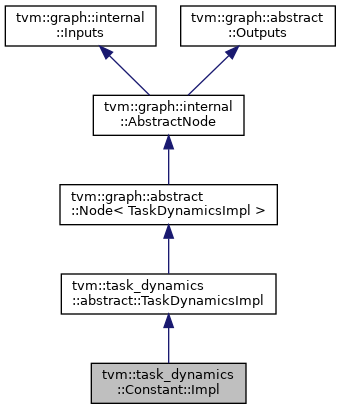 tvm::graph::internal
::Inputs
tvm::graph::abstract
::Outputs
tvm::graph::internal
::AbstractNode
tvm::graph::abstract
::Node< TaskDynamicsImpl >
tvm::task_dynamics
::abstract::TaskDynamicsImpl
tvm::task_dynamics
::Constant::Impl